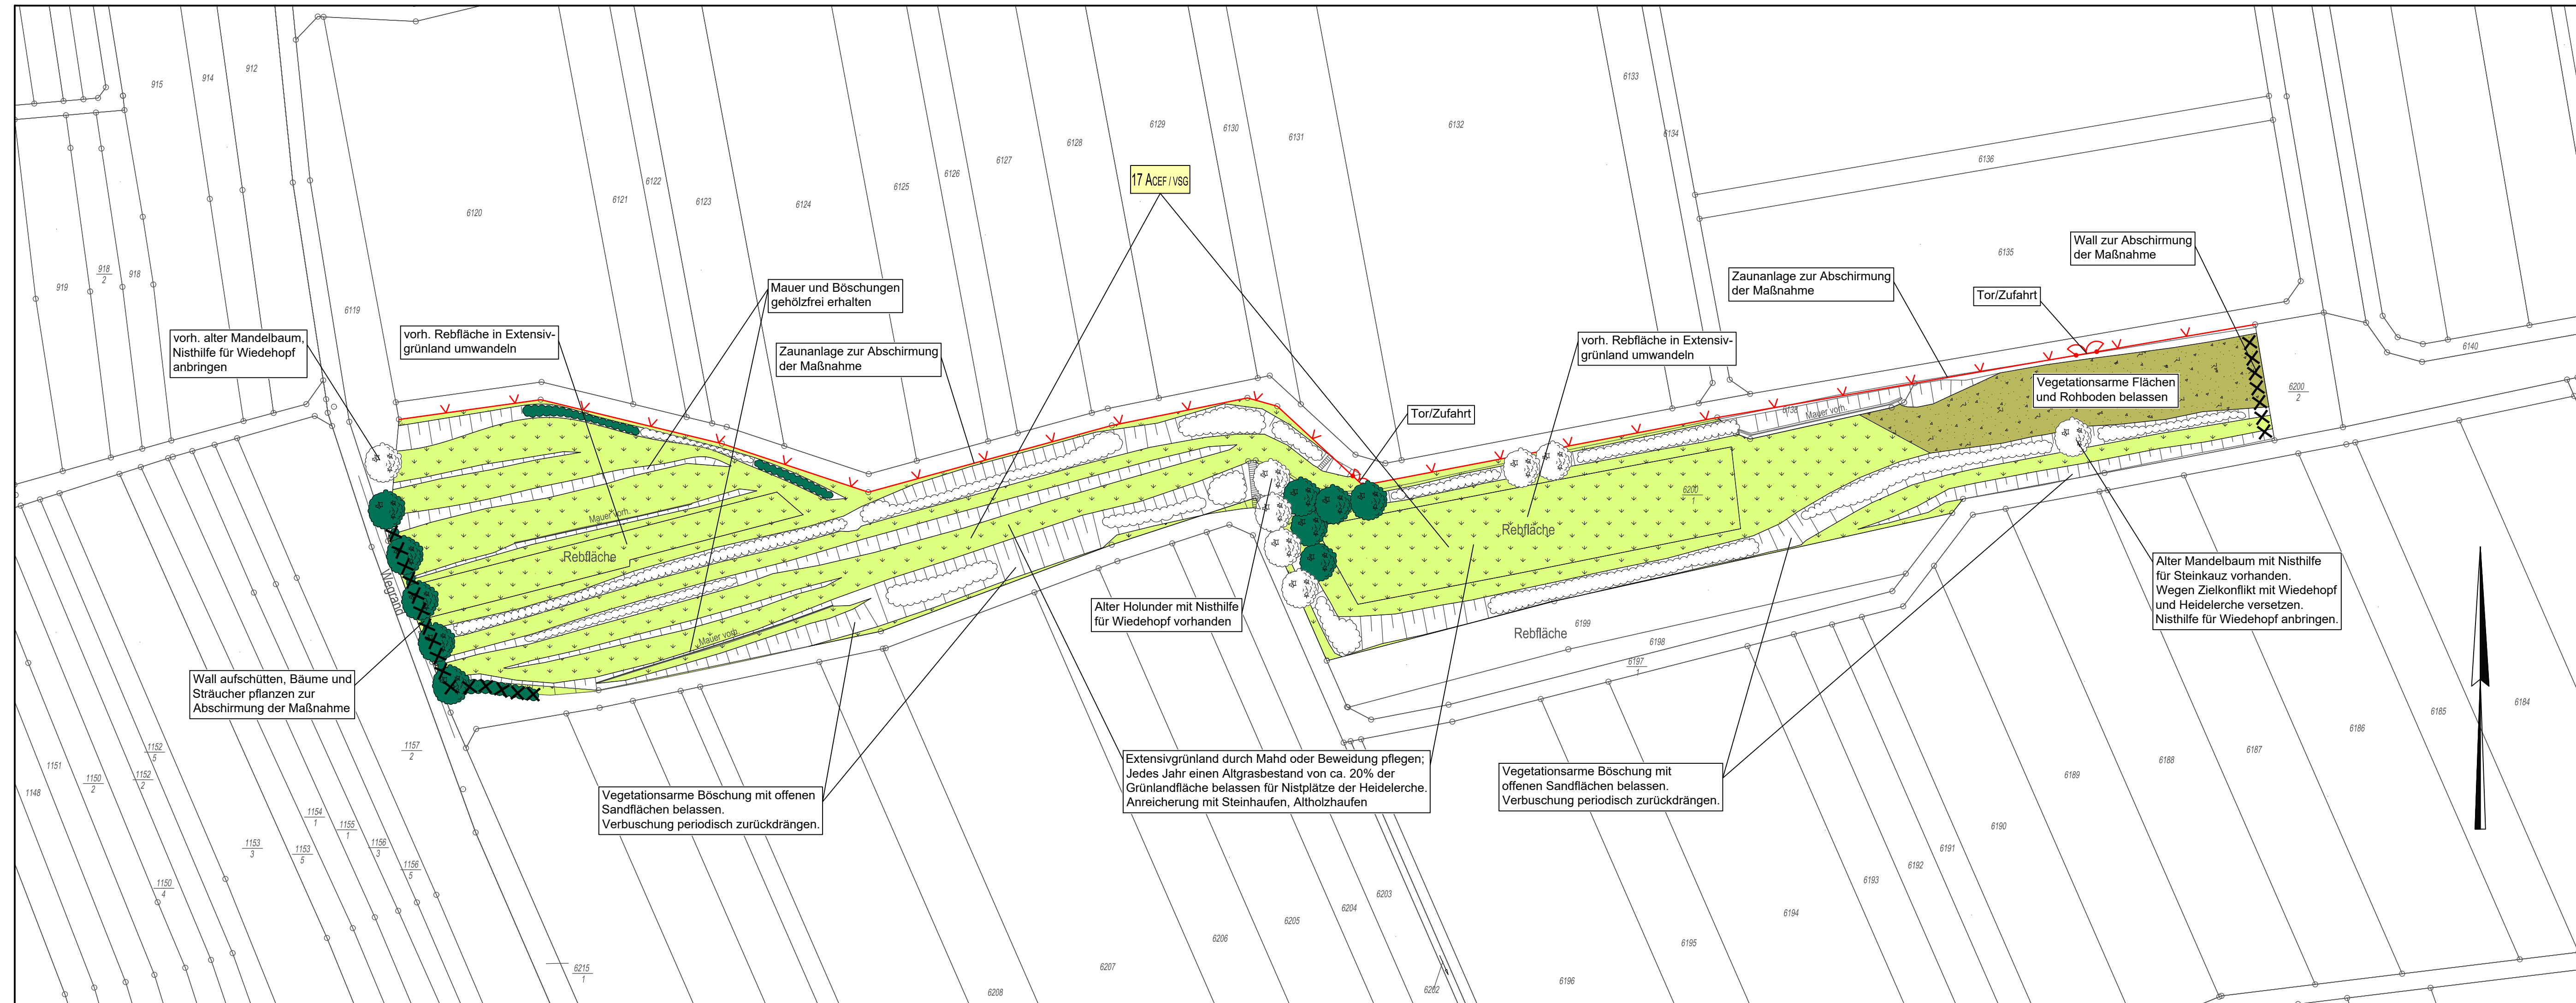 915
914
912
919
918
2
918
6119
6120
6121
6122
6123
6124
6125
6126
6127
6128
6129
6130
6131
6132
6133
6134
6136
6135
6140
17 ACEF / VSG
Mauer und Böschungen
gehölzfrei erhalten
Zaunanlage zur Abschirmung
der Maßnahme
Wall zur Abschirmung
der Maßnahme
Tor/Zufahrt
vorh. alter Mandelbaum,
Nisthilfe für Wiedehopf
anbringen
vorh. Rebfläche in Extensiv-
grünland umwandeln
Zaunanlage zur Abschirmung
der Maßnahme
vorh. Rebfläche in Extensiv-
grünland umwandeln
Vegetationsarme Flächen
und Rohboden belassen
6200
2
Tor/Zufahrt
6138
Mauer vorh.
6200
1
Mauer vorh.
Rebfläche
Rebfläche
Wegrand
Mauer vorh.
Alter Holunder mit Nisthilfe
für Wiedehopf vorhanden
Rebfläche
6199
6198
6197
1
Alter Mandelbaum mit Nisthilfe
für Steinkauz vorhanden.
Wegen Zielkonflikt mit Wiedehopf
und Heidelerche versetzen.
Nisthilfe für Wiedehopf anbringen.
Wall aufschütten, Bäume und
Sträucher pflanzen zur
Abschirmung der Maßnahme
Extensivgrünland durch Mahd oder Beweidung pflegen;
Jedes Jahr einen Altgrasbestand von ca. 20% der
Grünlandfläche belassen für Nistplätze der Heidelerche.
Anreicherung mit Steinhaufen, Altholzhaufen
Vegetationsarme Böschung mit
offenen Sandflächen belassen.
Verbuschung periodisch zurückdrängen.
Vegetationsarme Böschung mit offenen
Sandflächen belassen.
Verbuschung periodisch zurückdrängen.
1148
1151
1150
2
1152
5
1152
2
1150
4
1153
3
1153
5
1154
1
1155
1
1156
3
1156
5
1157
2
6215
1
6208
6207
6206
6205
6204
6203
6202
6196
6195
6194
6193
6192
6191
6190
6189
6188
6187
6186
6185
6184